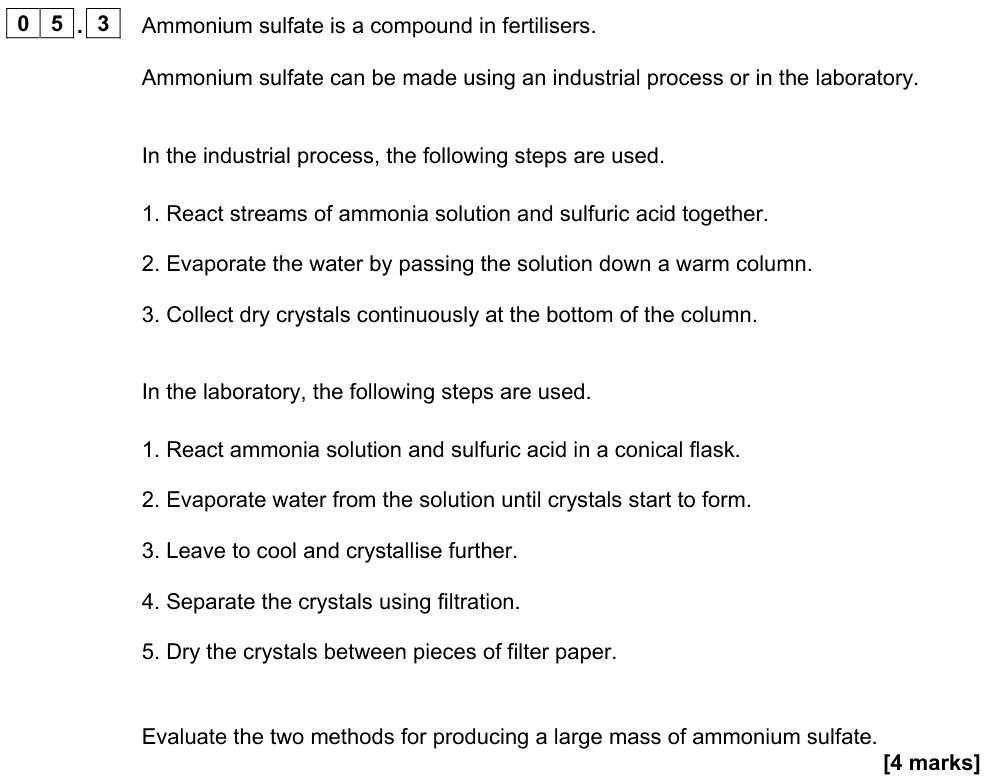 0 5 . 3 Ammonium sulfate is a compound in fertilisers.
Ammonium sulfate can be made using an industrial process or in the laboratory.
In the industrial process, the following steps are used.
1. React streams of ammonia solution and sulfuric acid together.
2. Evaporate the water by passing the solution down a warm column.
3. Collect dry crystals continuously at the bottom of the column.
In the laboratory, the following steps are used.
1. React ammonia solution and sulfuric acid in a conical flask.
2. Evaporate water from the solution until crystals start to form.
3. Leave to cool and crystallise further.
4. Separate the crystals using filtration.
5. Dry the crystals between pieces of filter paper.
Evaluate the two methods for producing a large mass of ammonium sulfate.
[4 marks]